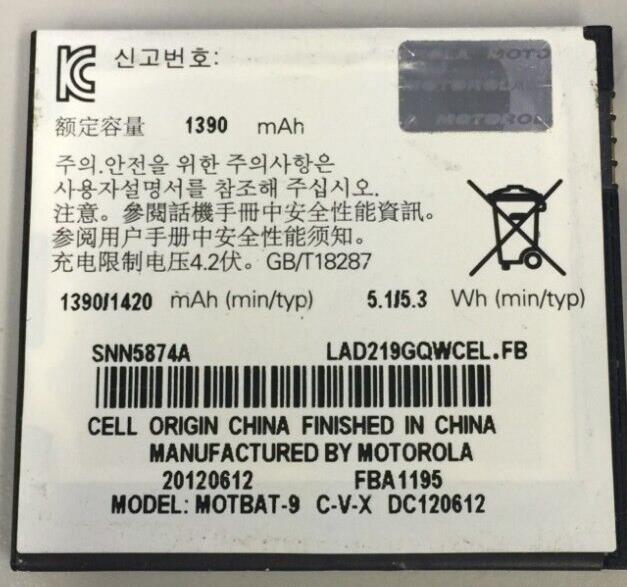 신고번호:
MOTO
MOTOROLA
MOTOROL
额定容量 1390 mAh
주의.안전을 위한 주의사항은
사용자설명서를 참조해 주십시오.
注意。參閱話機手冊中安全性能資訊。
参阅用户手册中安全性能须知。
充电限制电压4.2伏。GB/T18287
1390/1420 mAh (min/typ) 5.1/5.3 Wh (min/typ)
SNN5874A LAD219GQWCEL.FB
CELL ORIGIN CHINA FINISHED IN CHINA
MANUFACTURED BY MOTOROLA
20120612 FBA1195
MODEL: MOTBAT-9 C-V-X DC120612